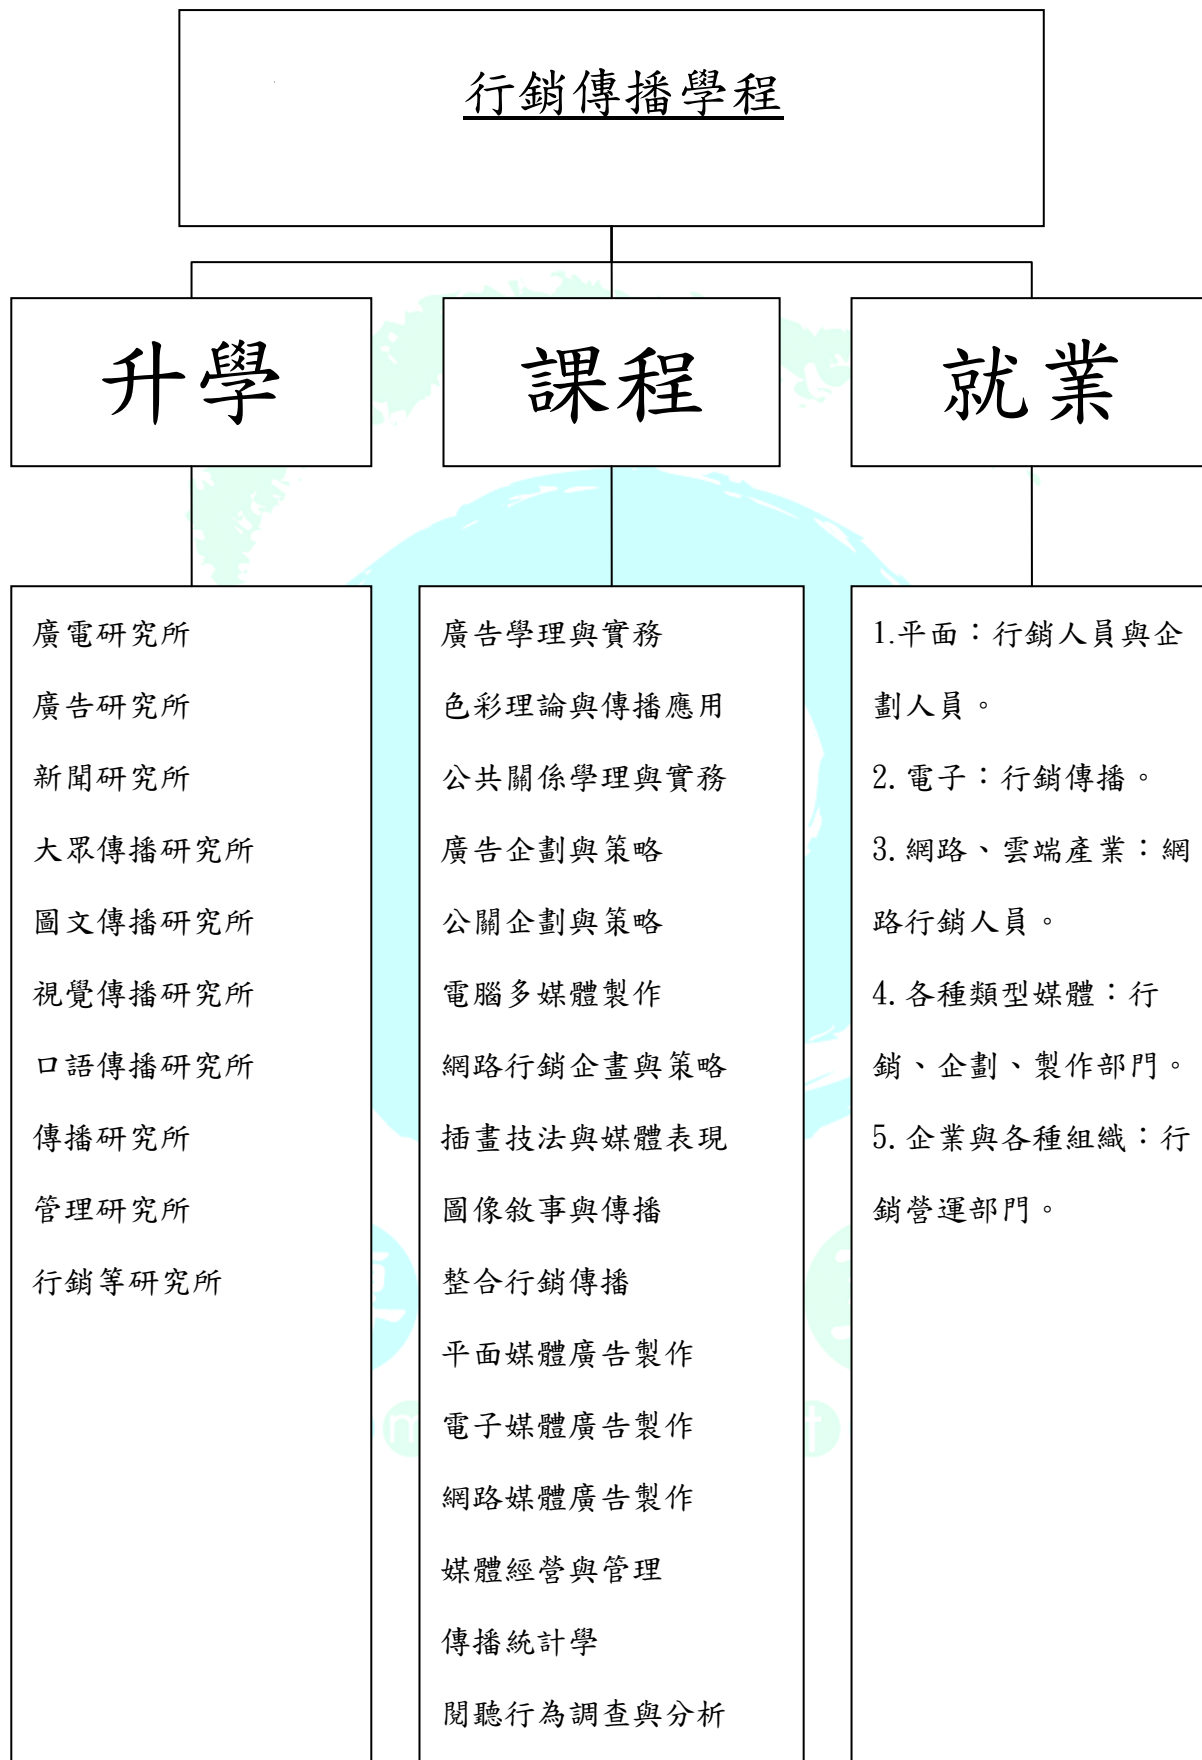 行銷傳播學程
升學
課程
就業
廣電研究所
廣告研究所
新聞研究所
大眾傳播研究所
圖文傳播研究所
視覺傳播研究所
口語傳播研究所
傳播研究所
管理研究所
行銷等研究所
廣告學理與實務
色彩理論與傳播應用
公共關係學理與實務
廣告企劃與策略
公關企劃與策略
電腦多媒體製作
網路行銷企畫與策略
插畫技法與媒體表現
圖像敘事與傳播
整合行銷傳播
平面媒體廣告製作
電子媒體廣告製作
網路媒體廣告製作
媒體經營與管理
傳播統計學
閱聽行為調查與分析
1.平面：行銷人員與企
劃人員。
2.電子：行銷傳播。
3.網路、雲端產業：網
路行銷人員。
4.各種類型媒體：行
銷、企劃、製作部門。
5.企業與各種組織：行
銷營運部門。